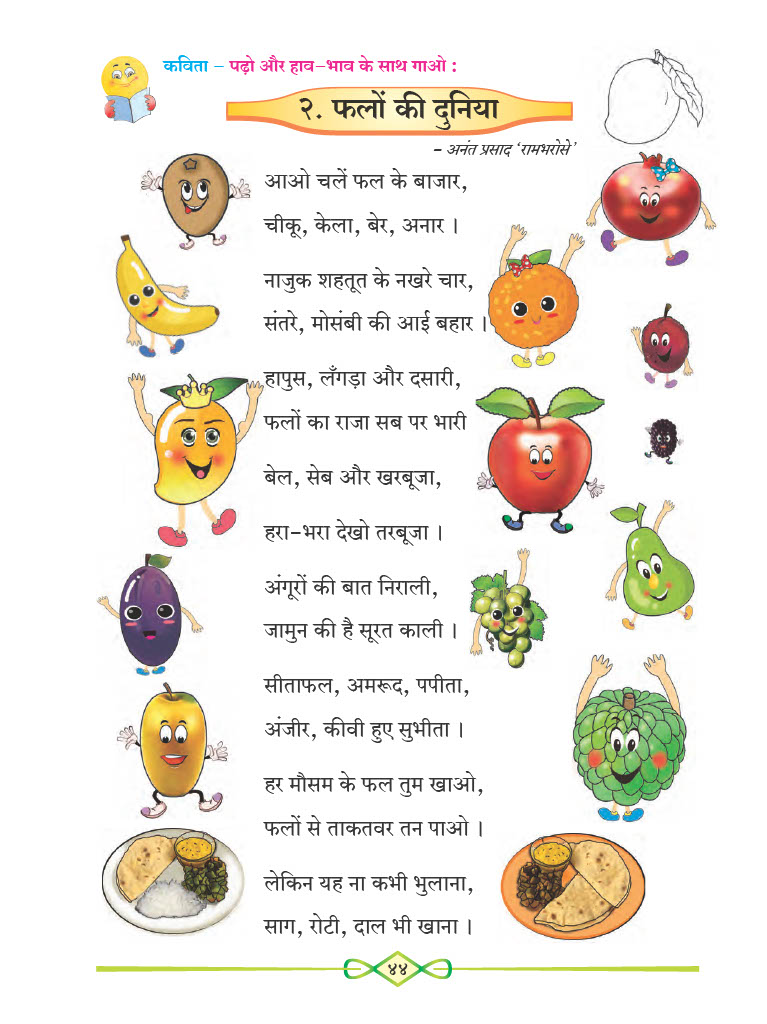 कविता – पढ़ो और हाव-भाव के साथ गाओ :
२. फलों की दुनिया
– अनंत प्रसाद ‘रामभरोसे’
आओ चलें फल के बाजार,
चीकू, केला, बेर, अनार ।
नाजुक शहतूत के नखरे चार,
संतरे, मोसंबी की आई बहार ।
हापुस, लँगड़ा और दसारी,
फलों का राजा सब पर भारी
बेल, सेब और खरबूजा,
हरा-भरा देखो तरबूजा ।
अंगूरों की बात निराली,
जामुन की है सूरत काली ।
सीताफल, अमरूद, पपीता,
अंजीर, कीवी हुए सुभीता ।
हर मौसम के फल तुम खाओ,
फलों से ताकतवर तन पाओ ।
लेकिन यह ना कभी भुलाना,
साग, रोटी, दाल भी खाना ।
४४